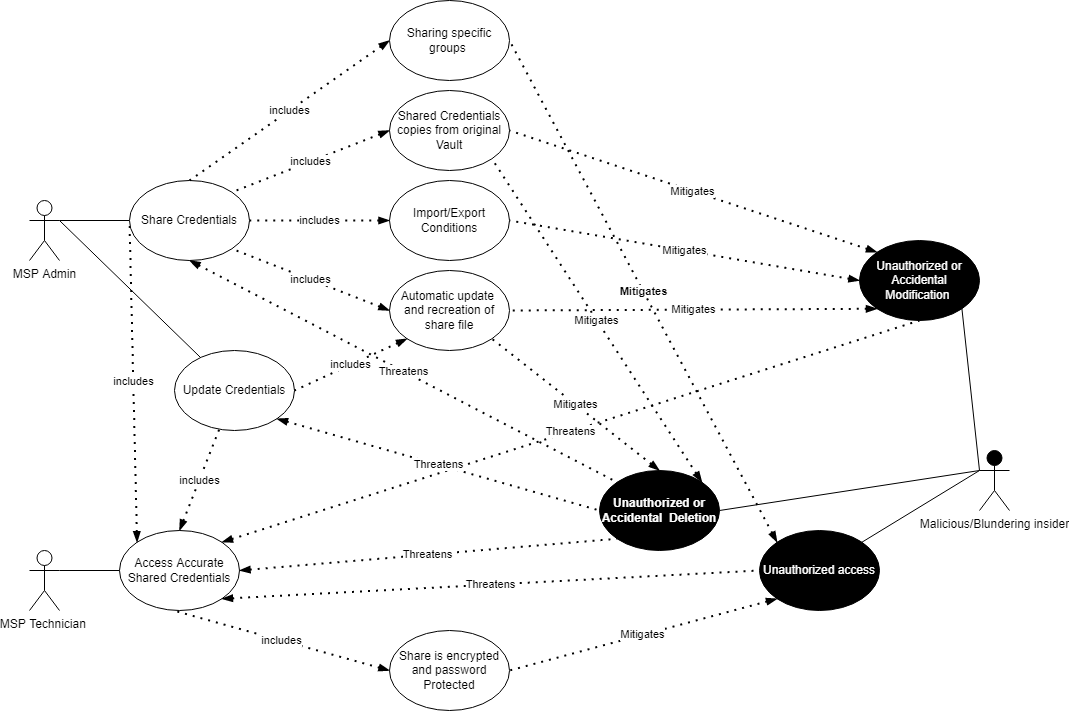 Sharing specific
groups
includes
Shared Credentials
copies from original
Vault
includes
Mitigates
Share Credentials
includes
Import/Export
Conditions
Mitigates
MSP Admin
Unauthorized or
Accidental
Modification
includes
Automatic update
and recreation of
share file
Mitigates
Mitigates
Mitigates
includes
Threatens
includes
Update Credentials
Mitigates
Threatens
Threatens
includes
Unauthorized or
Accidental  Deletion
Malicious/Blundering insider
Access Accurate
Shared Credentials
Threatens
Threatens
Unauthorized access
MSP Technician
includes
Mitigates
Share is encrypted
and password
Protected